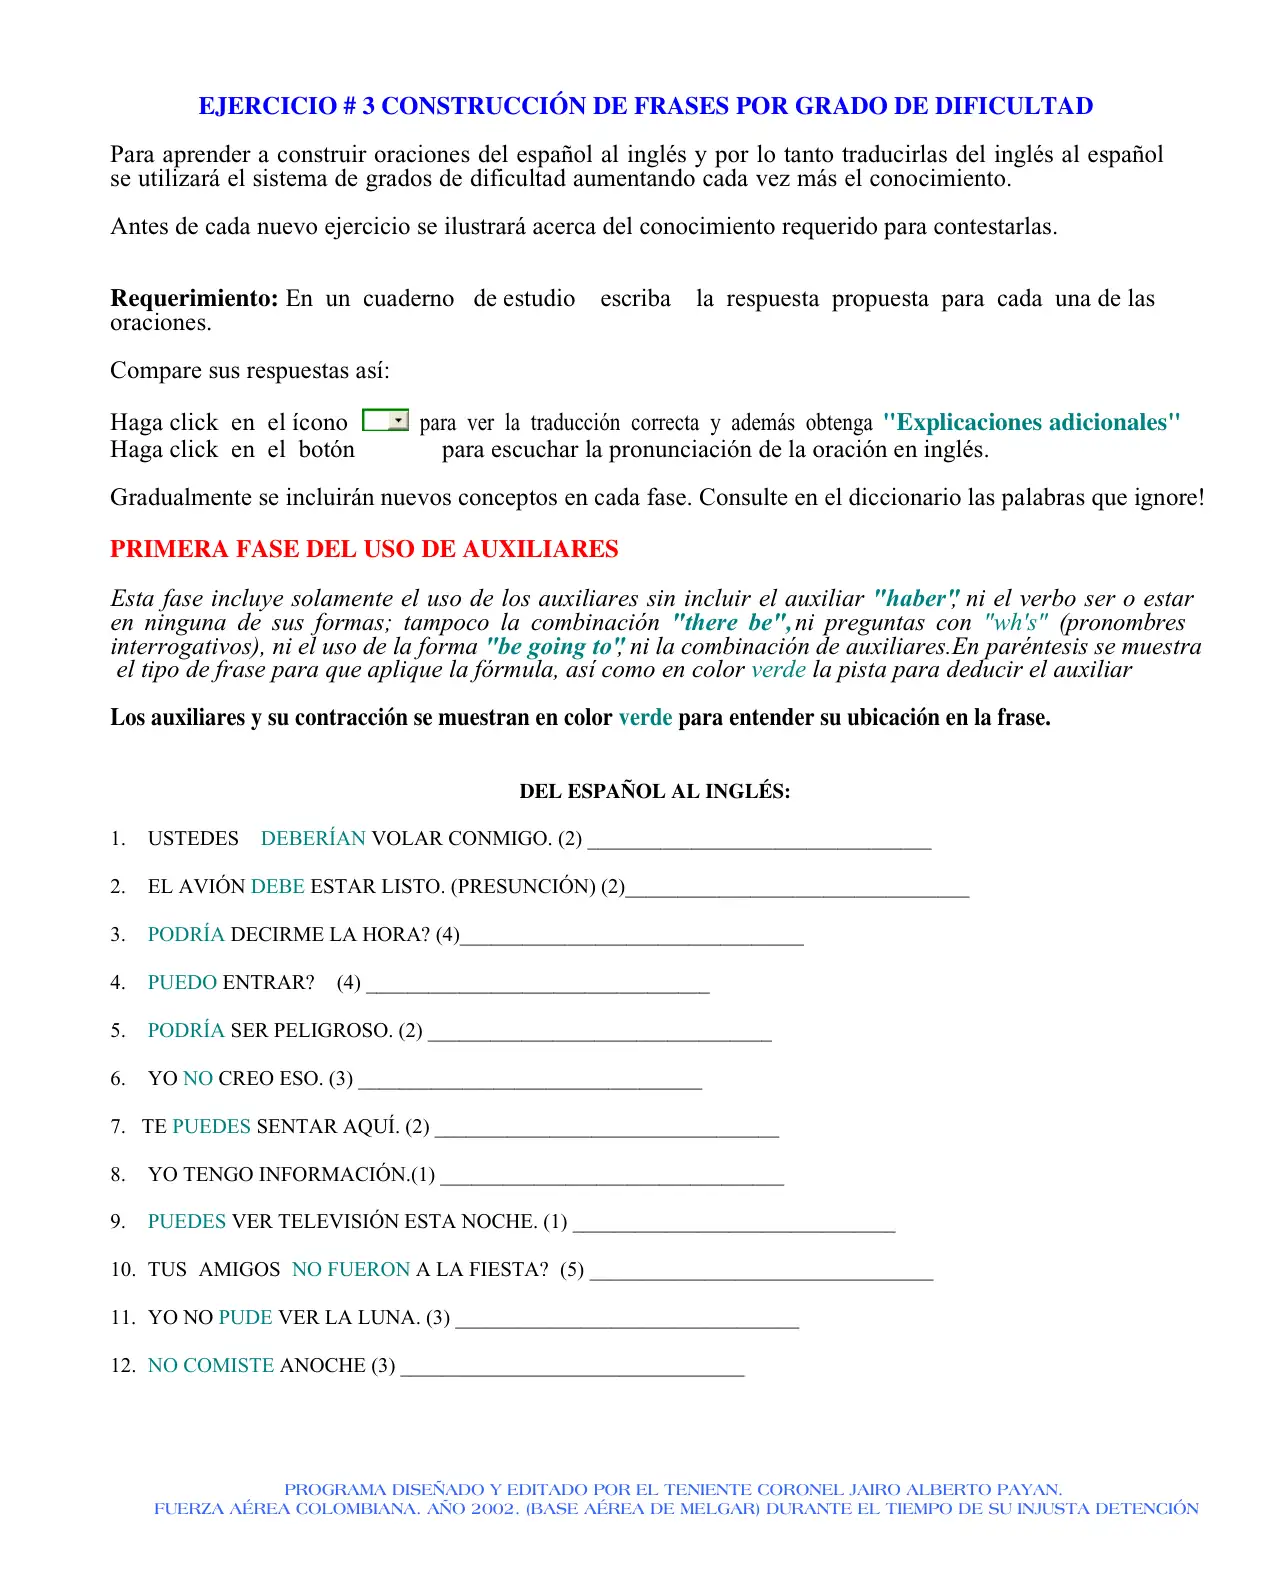 EJERCICIO # 3 CONSTRUCCIÓN DE FRASES POR GRADO DE DIFICULTAD
Para aprender a construir oraciones del español al inglés y por lo tanto traducirlas del inglés al español
se utilizará el sistema de grados de dificultad aumentando cada vez más el conocimiento.
Antes de cada nuevo ejercicio se ilustrará acerca del conocimiento requerido para contestarlas.
Requerimiento: En un cuaderno de estudio escriba la respuesta propuesta para cada una de las
oraciones.
Compare sus respuestas así:
Haga click en el ícono para ver la traducción correcta y además obtenga "Explicaciones adicionales"
Haga click en el botón para escuchar la pronunciación de la oración en inglés.
Gradualmente se incluirán nuevos conceptos en cada fase. Consulte en el diccionario las palabras que ignore!
PRIMERA FASE DEL USO DE AUXILIARES
Esta fase incluye solamente el uso de los auxiliares sin incluir el auxiliar "haber", ni el verbo ser o estar
en ninguna de sus formas; tampoco la combinación "there be", ni preguntas con "wh's" (pronombres
interrogativos), ni el uso de la forma "be going to", ni la combinación de auxiliares.En paréntesis se muestra
el tipo de frase para que aplique la fórmula, así como en color verde la pista para deducir el auxiliar
Los auxiliares y su contracción se muestran en color verde para entender su ubicación en la frase.
DEL ESPAÑOL AL INGLÉS:
1. USTEDES DEBERÍAN VOLAR CONMIGO. (2) _________________________________
2. EL AVIÓN DEBE ESTAR LISTO. (PRESUNCIÓN) (2)_________________________________
3. PODRÍA DECIRME LA HORA? (4)_________________________________
4. PUEDO ENTRAR? (4) _________________________________
5. PODRÍA SER PELIGROSO. (2) _________________________________
6. YO NO CREO ESO. (3) _________________________________
7. TE PUEDES SENTAR AQUÍ. (2) _________________________________
8. YO TENGO INFORMACIÓN.(1) _________________________________
9. PUEDES VER TELEVISIÓN ESTA NOCHE. (1) _______________________________
10. TUS AMIGOS NO FUERON A LA FIESTA? (5) _________________________________
11. YO NO PUDE VER LA LUNA. (3) _________________________________
12. NO COMISTE ANOCHE (3) _________________________________
PROGRAMA DISEÑADO Y EDITADO POR EL TENIENTE CORONEL JAIRO ALBERTO PAYAN.
FUERZA AÉREA COLOMBIANA. AÑO 2002. (BASE AÉREA DE MELGAR) DURANTE EL TIEMPO DE SU INJUSTA DETENCIÓN